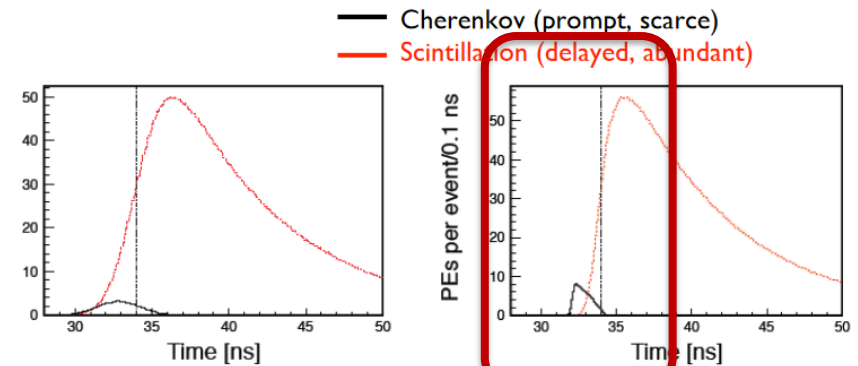 Cherenkov (prompt, scarce)
Scintillation (delayed, abundant)
50
40
30
20
10
0
30 35 40 45 50
Time [ns]
PEs per event/0.1 ns
50
40
30
20
10
0
30 35 40 45 50
Time [ns]